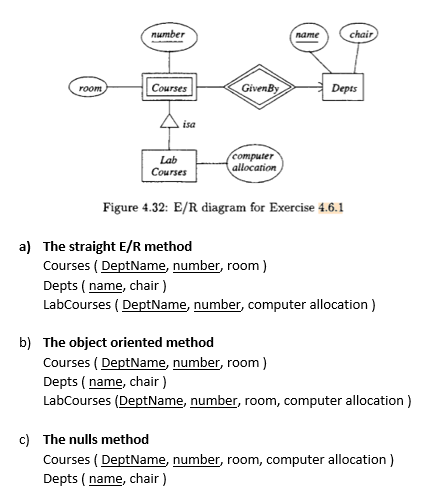 number
name
chair
room
Courses
GivenBy
Depts
isa
Lab
Courses
computer
allocation
Figure 4.32: E/R diagram for Exercise 4.6.1
a) The straight E/R method
Courses ( DeptName, number, room )
Depts ( name, chair )
LabCourses ( DeptName, number, computer allocation )
b) The object oriented method
Courses ( DeptName, number, room )
Depts ( name, chair )
LabCourses (DeptName, number, room, computer allocation )
c) The nulls method
Courses ( DeptName, number, room, computer allocation )
Depts ( name, chair )